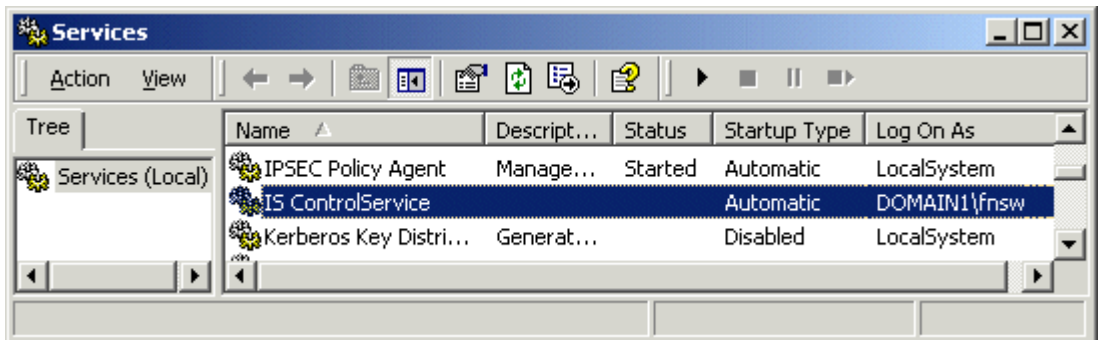 Services
Action View
Tree
Name Descript... Status Startup Type Log On As
Services (Local)
IPSEC Policy Agent Manage... Started Automatic LocalSystem
IS ControlService Automatic DOMAIN1\fnsw
Kerberos Key Distri... Generat... Disabled LocalSystem